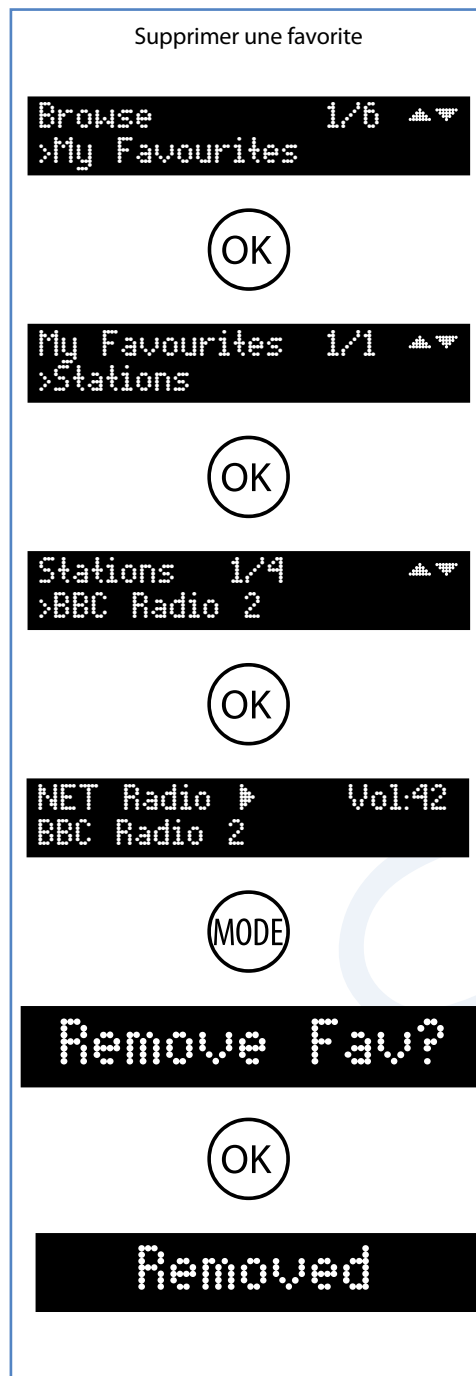 Supprimer une favorite
Browse 1/6 ▲▼
>My Favourites
OK
My Favourites 1/1 ▲▼
>Stations
OK
Stations 1/4 ▲▼
>BBC Radio 2
OK
NET Radio ▶ Vol:42
BBC Radio 2
MODE
Remove Fav?
OK
Removed